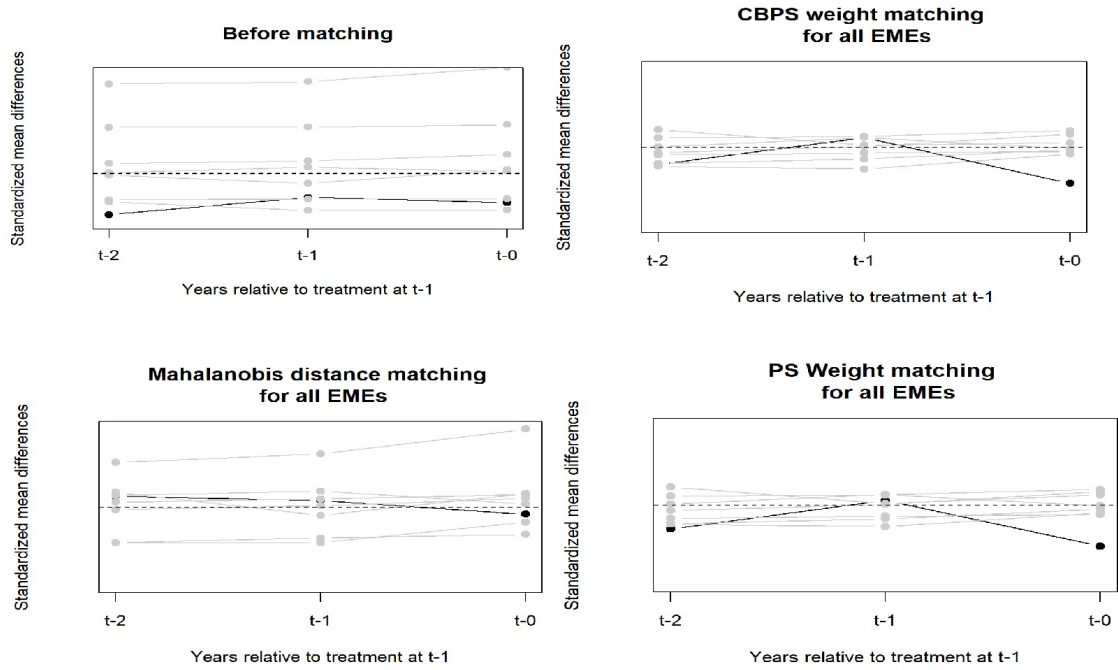 Before matching
Standardized mean differences
t-2 t-1 t-0
Years relative to treatment at t-1
CBPS weight matching
for all EMEs
Standardized mean differences
t-2 t-1 t-0
Years relative to treatment at t-1
Mahalanobis distance matching
for all EMEs
Standardized mean differences
t-2 t-1 t-0
Years relative to treatment at t-1
PS Weight matching
for all EMEs
Standardized mean differences
t-2 t-1 t-0
Years relative to treatment at t-1